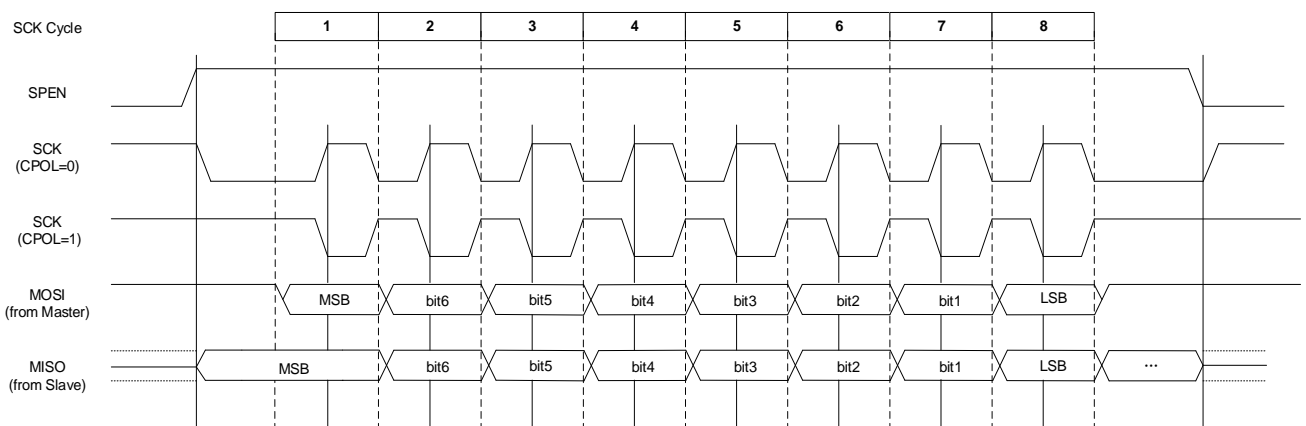 SCK Cycle 1 2 3 4 5 6 7 8
SPEN
SCK
(CPOL=0)
SCK
(CPOL=1)
MOSI
(from Master)
MSB bit6 bit5 bit4 bit3 bit2 bit1 LSB
MISO
(from Slave)
MSB bit6 bit5 bit4 bit3 bit2 bit1 LSB ...